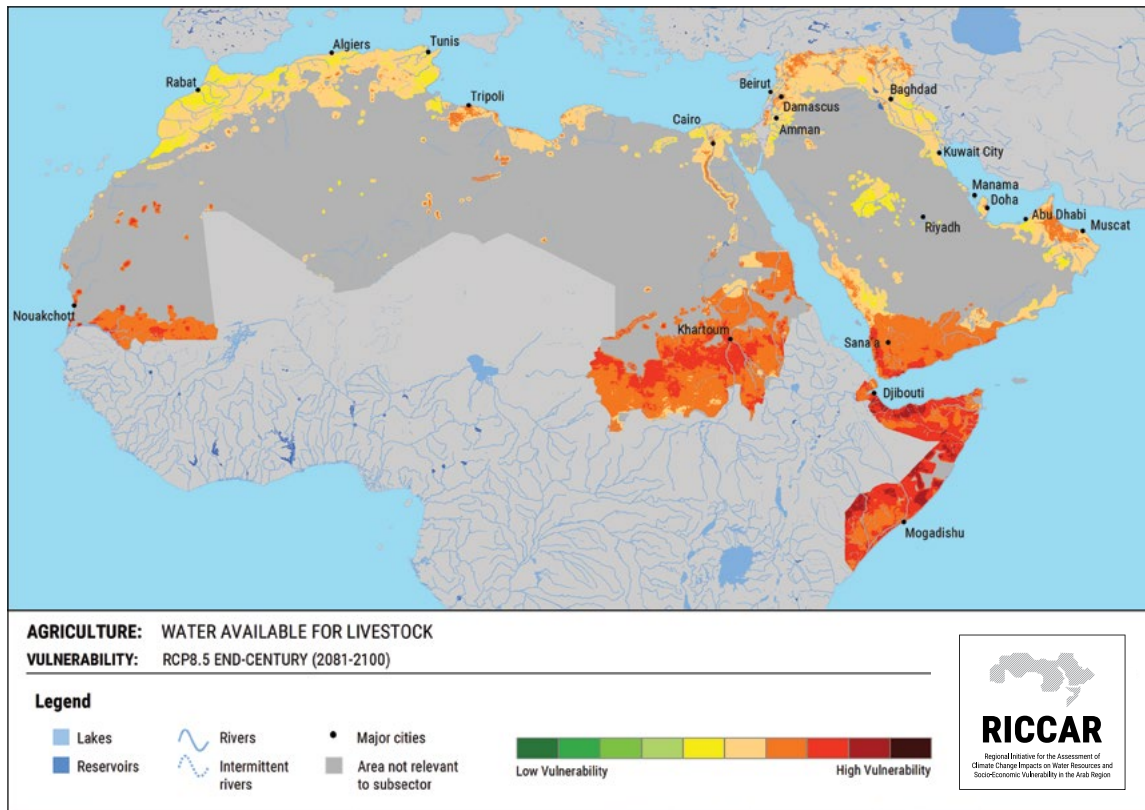 Algiers
Tunis
Rabat
Tripoli
Beirut
Baghdad
Damascus
Cairo
Amman
Kuwait City
Manama
Doha
Abu Dhabi
Muscat
Riyadh
Nouakchott
Khartoum
Sana'a
Djibouti
Mogadishu
AGRICULTURE: WATER AVAILABLE FOR LIVESTOCK
VULNERABILITY: RCP8.5 END-CENTURY (2081-2100)
Legend
Lakes
Reservoirs
Rivers
Intermittent
rivers
Major cities
Area not relevant
to subsector
Low Vulnerability
High Vulnerability
RICCAR
Regional Initiative for the Assessment of
Climate Change Impacts on Water Resources and
Socio-Economic Vulnerability in the Arab Region